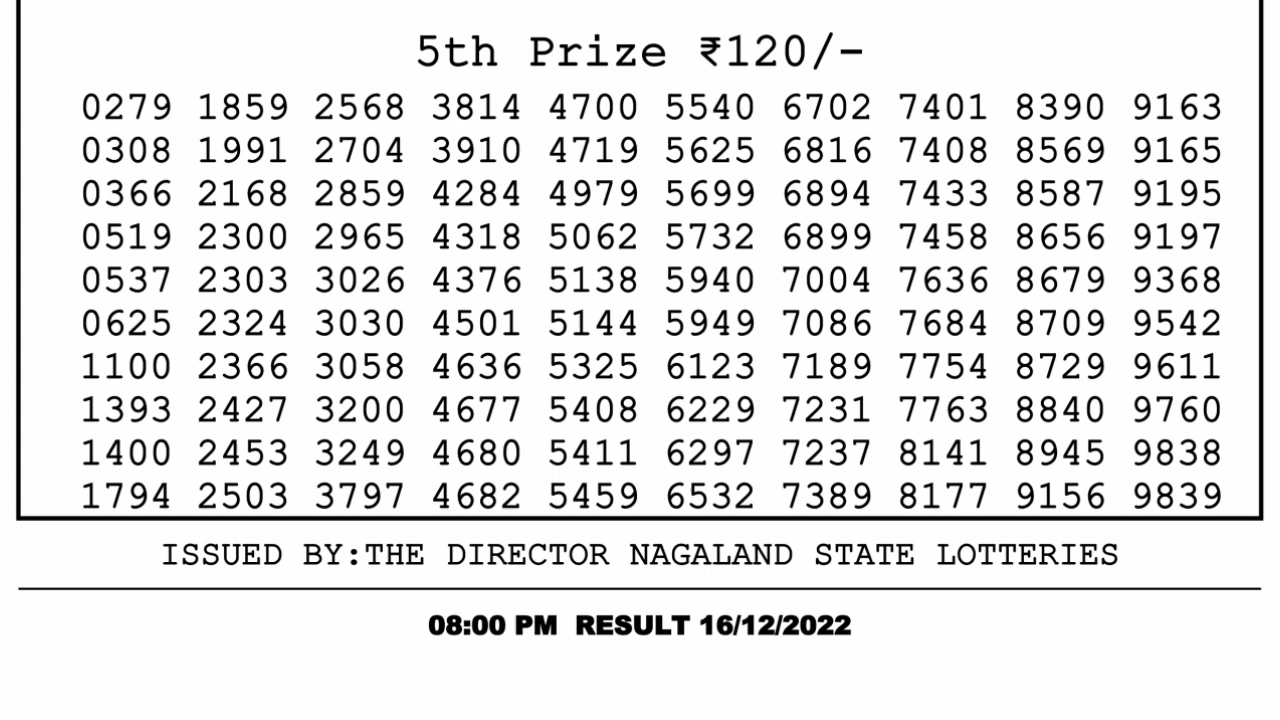 5th Prize ₹120/-
0279 1859 2568 3814 4700 5540 6702 7401 8390 9163
0308 1991 2704 3910 4719 5625 6816 7408 8569 9165
0366 2168 2859 4284 4979 5699 6894 7433 8587 9195
0519 2300 2965 4318 5062 5732 6899 7458 8656 9197
0537 2303 3026 4376 5138 5940 7004 7636 8679 9368
0625 2324 3030 4501 5144 5949 7086 7684 8709 9542
1100 2366 3058 4636 5325 6123 7189 7754 8729 9611
1393 2427 3200 4677 5408 6229 7231 7763 8840 9760
1400 2453 3249 4680 5411 6297 7237 8141 8945 9838
1794 2503 3797 4682 5459 6532 7389 8177 9156 9839
ISSUED BY:THE DIRECTOR NAGALAND STATE LOTTERIES
08:00 PM RESULT 16/12/2022